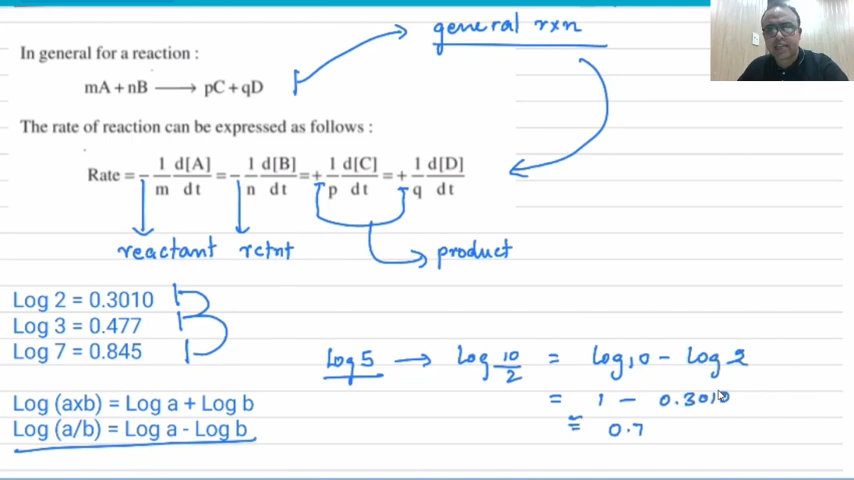 general rxn
In general for a reaction :
mA + nB ⟶ pC + qD
The rate of reaction can be expressed as follows :
Rate = - 1/m d[A]/dt = - 1/n d[B]/dt = + 1/p d[C]/dt = + 1/q d[D]/dt
reactant rctnt product
Log 2 = 0.3010
Log 3 = 0.477
Log 7 = 0.845
log 5 → log 10/2 = log10 - log 2
= 1 - 0.3010
≅ 0.7
Log (axb) = Log a + Log b
Log (a/b) = Log a - Log b